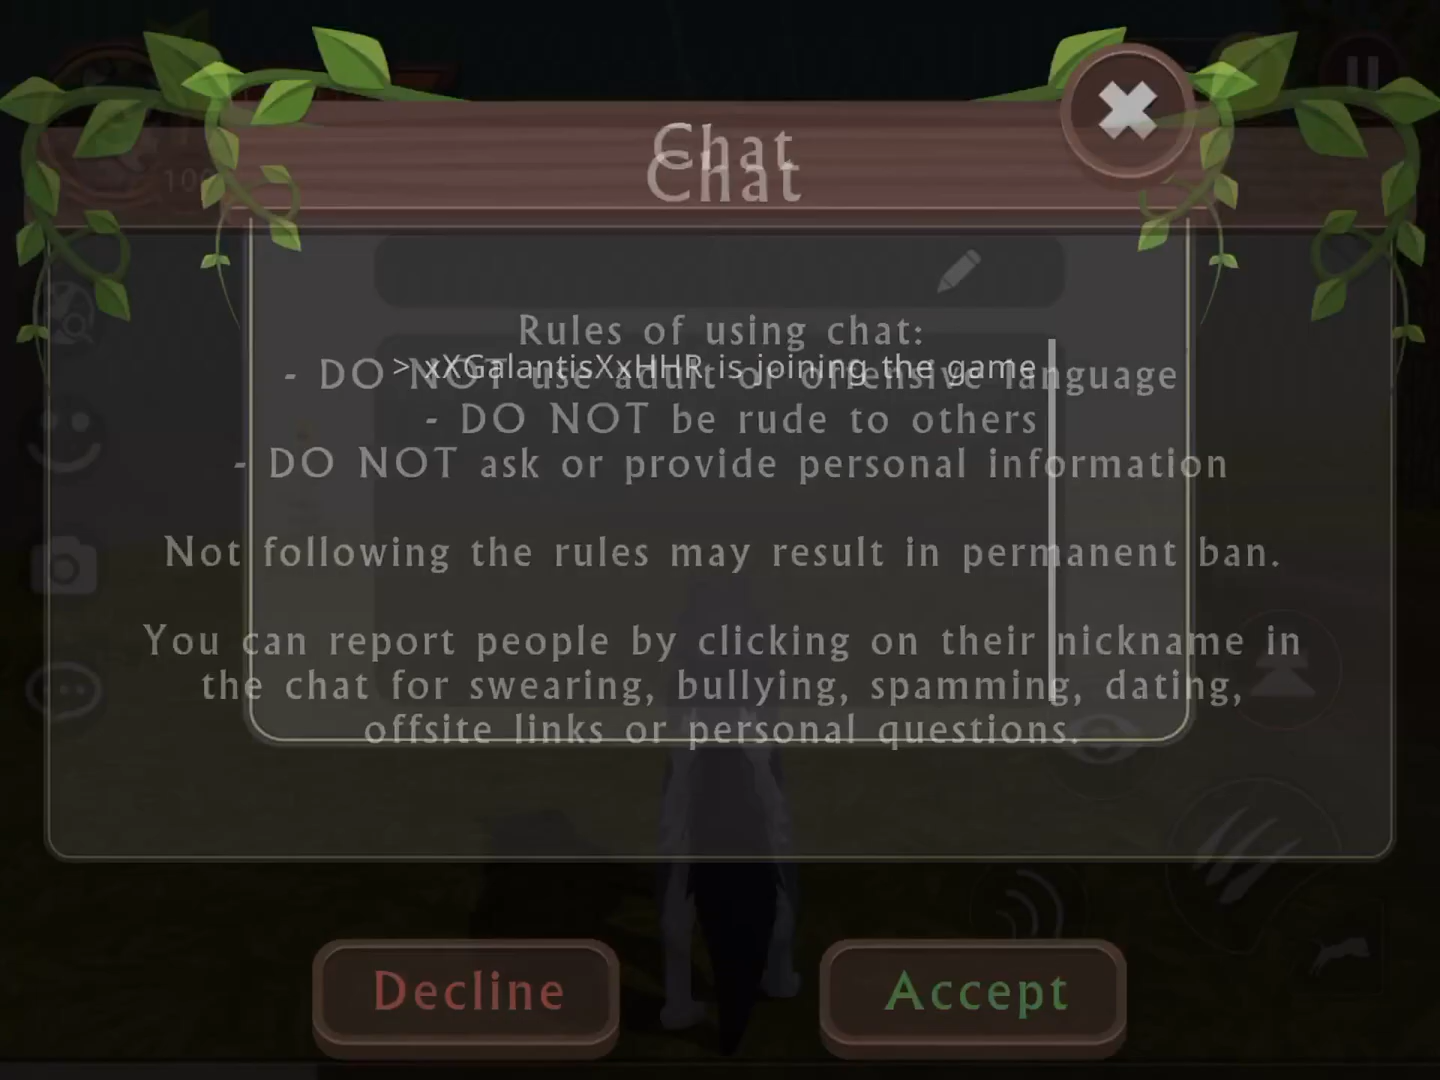 Chat
Chat
100
Rules of using chat:
> xXGalantisXxHHR is joining the game
- DO NOT use adult or offensive language
- DO NOT be rude to others
- DO NOT ask or provide personal information
Not following the rules may result in permanent ban.
You can report people by clicking on their nickname in
the chat for swearing, bullying, spamming, dating,
offsite links or personal questions.
Decline
Accept